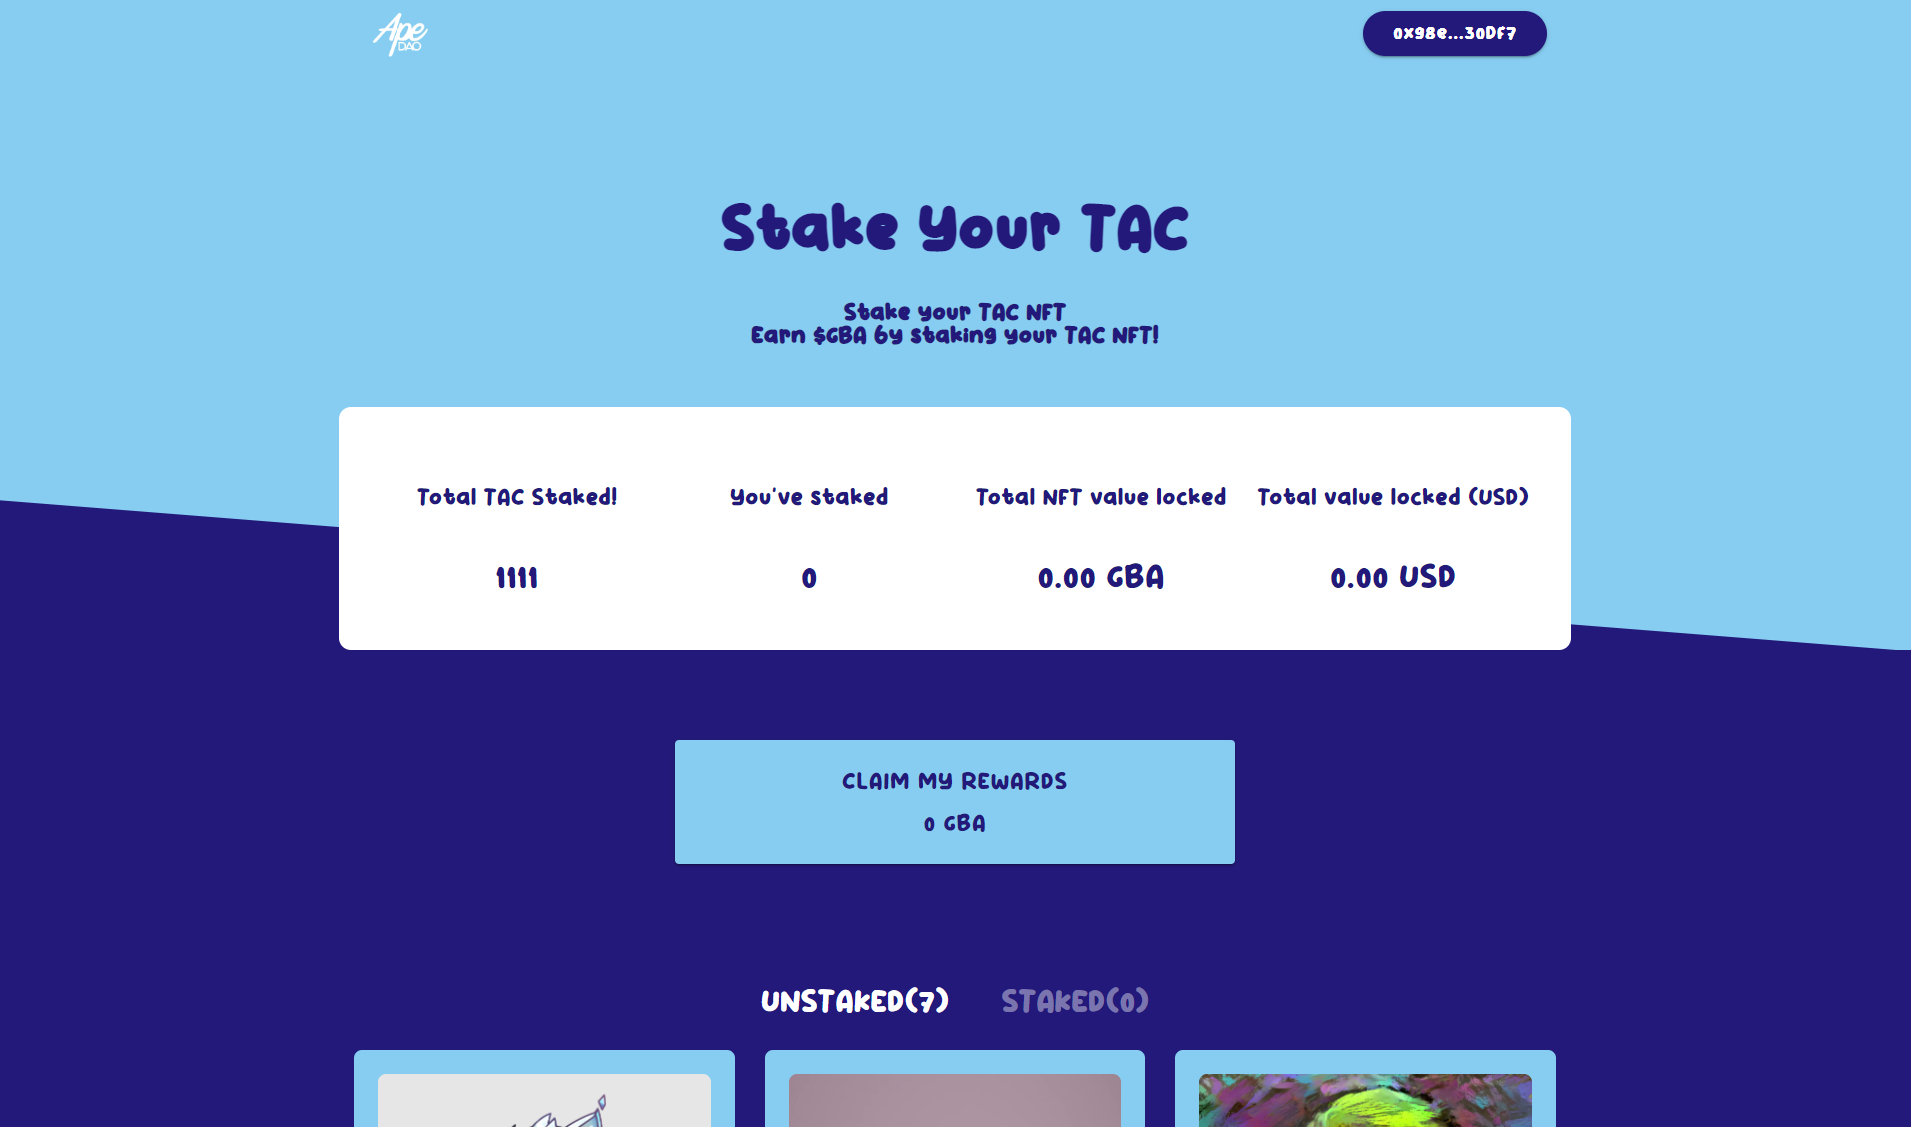 Ape
DAO
0x98e...30Df7
Stake Your TAC
Stake your TAC NFT
Earn $GBA by staking your TAC NFT!
Total TAC Staked!
You've staked
Total NFT value locked
Total value locked (USD)
1111
0
0.00 GBA
0.00 USD
CLAIM MY REWARDS
0 GBA
UNSTAKED(7)
STAKED(0)